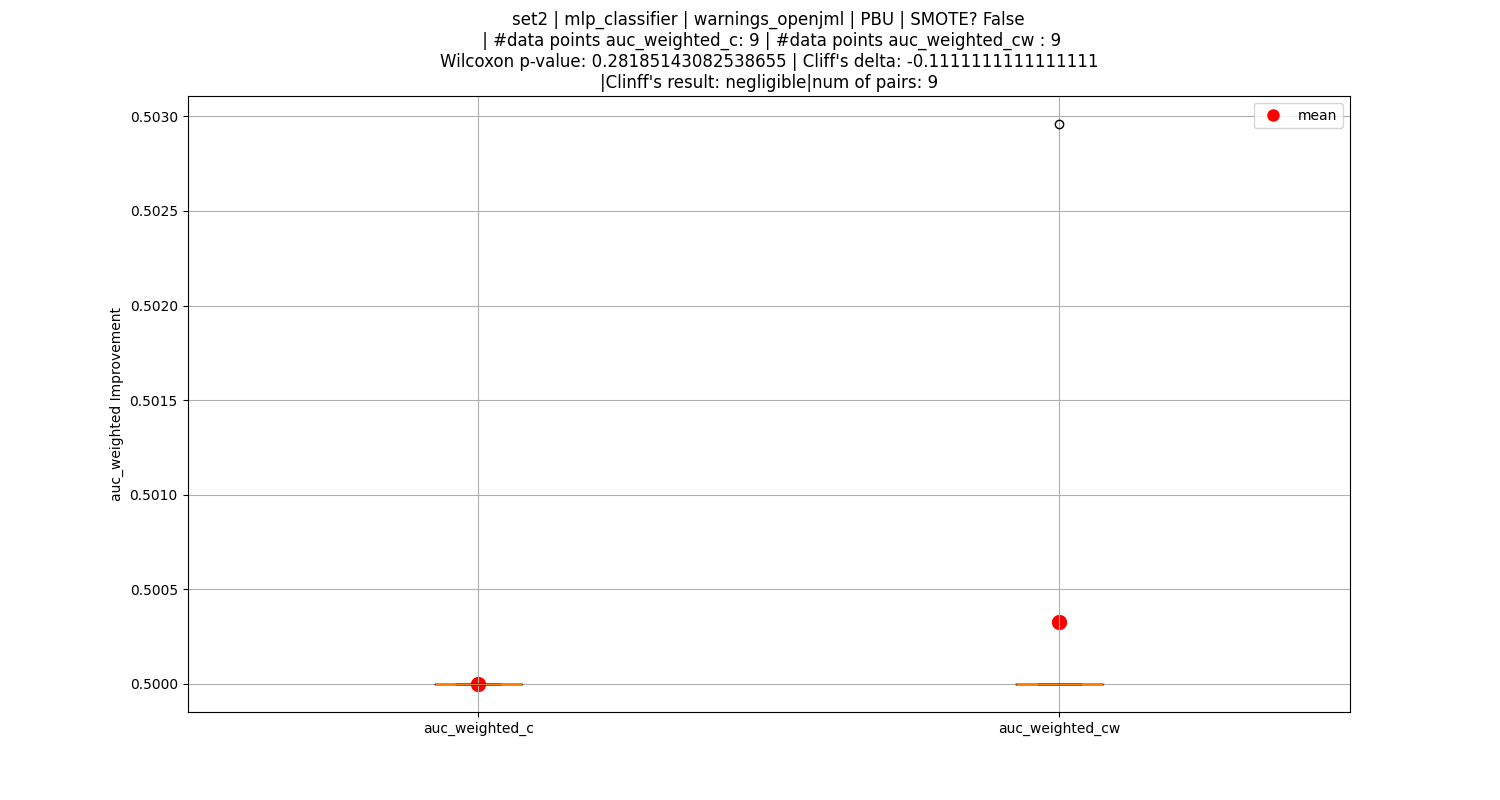 set2 | mlp_classifier | warnings_openjml | PBU | SMOTE? False
| #data points auc_weighted_c: 9 | #data points auc_weighted_cw : 9
Wilcoxon p-value: 0.28185143082538655 | Cliff's delta: -0.1111111111111111
|Clinff's result: negligible|num of pairs: 9
mean
0.5030
0.5025
0.5020
0.5015
0.5010
0.5005
0.5000
auc_weighted Improvement
auc_weighted_c
auc_weighted_cw